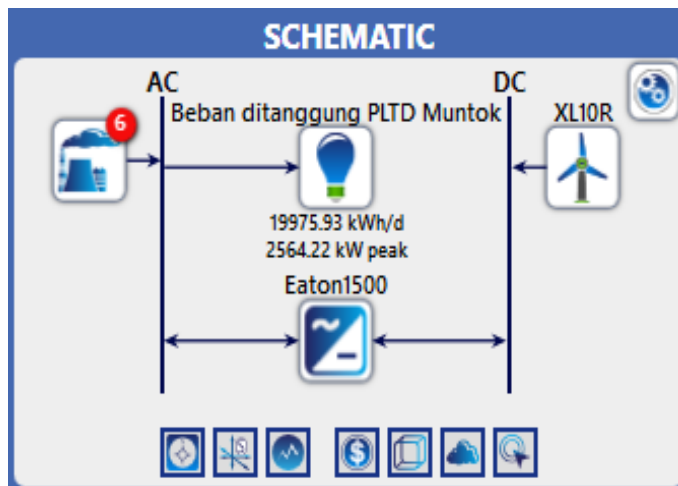 SCHEMATIC
AC
DC
6
Beban ditanggung PLTD Muntok
XL10R
19975.93 kWh/d
2564.22 kW peak
Eaton1500